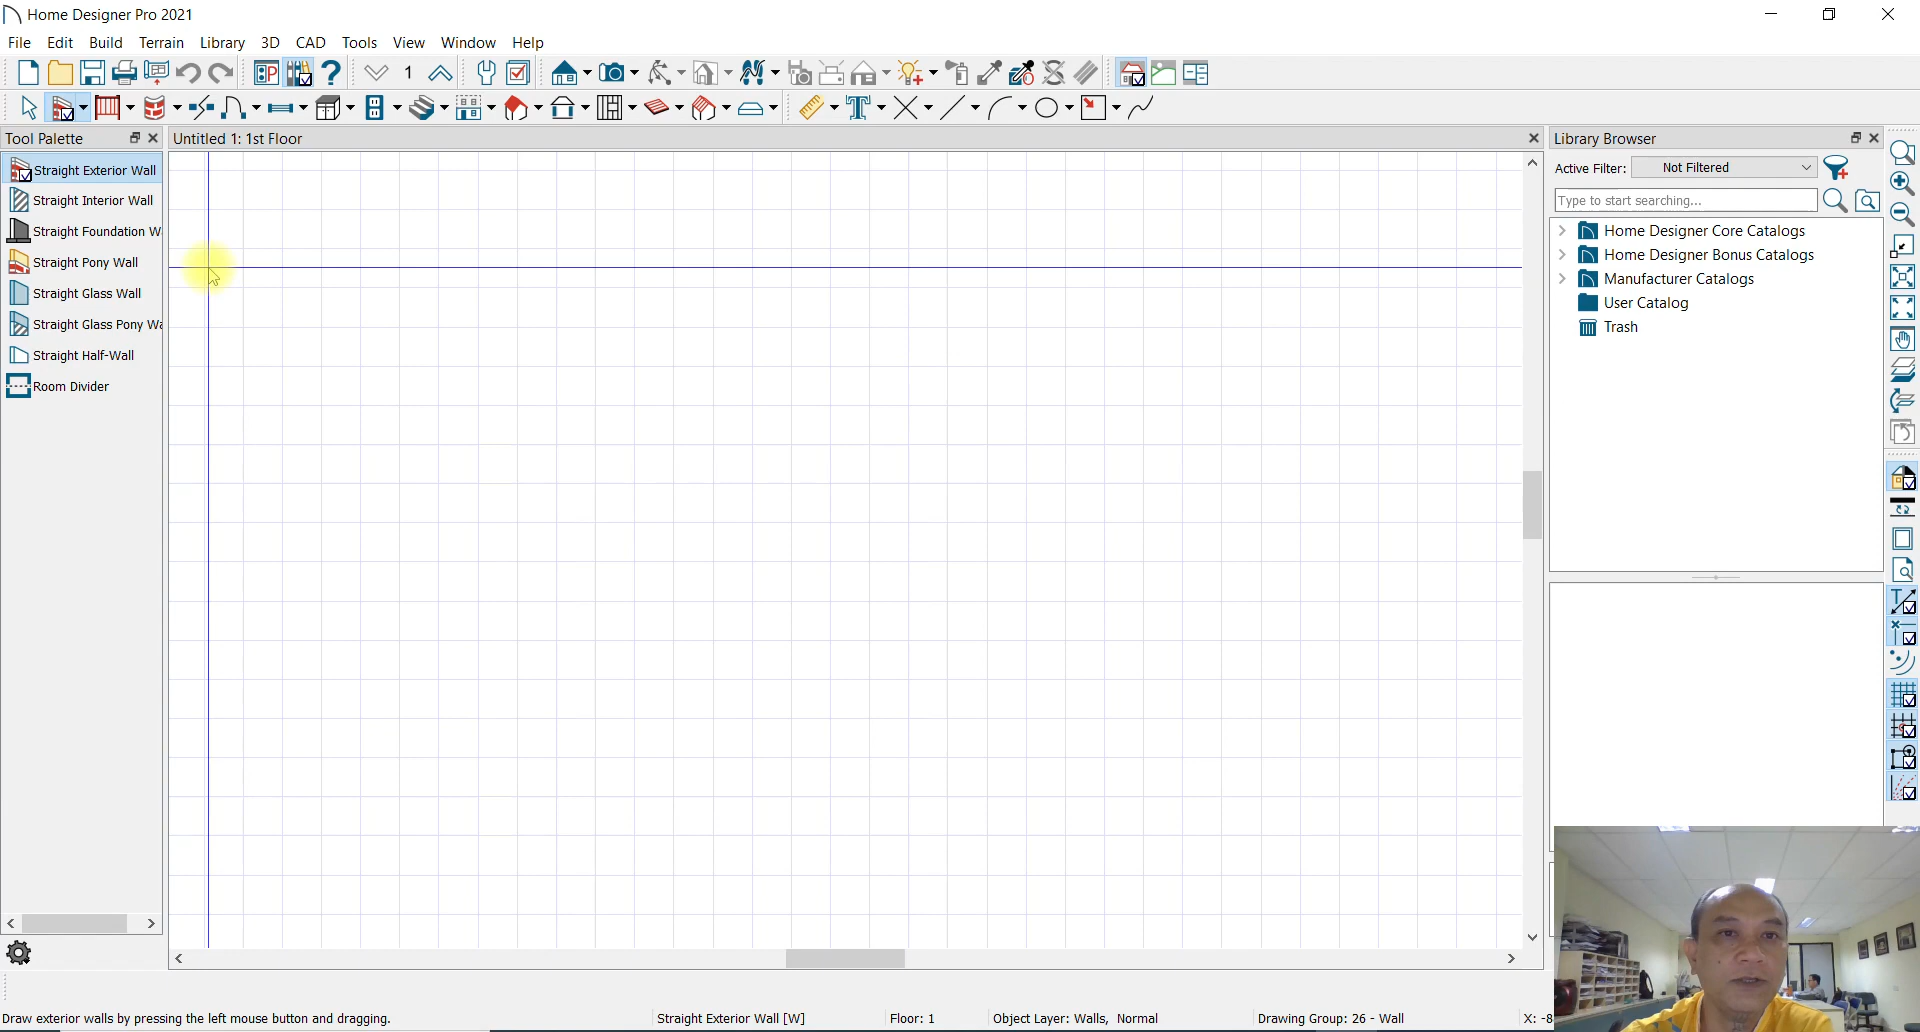 Home Designer Pro 2021
File Edit Build Terrain Library 3D CAD Tools View Window Help
1
Tool Palette
Untitled 1: 1st Floor
Library Browser
Straight Exterior Wall
Straight Interior Wall
Straight Foundation W
Straight Pony Wall
Straight Glass Wall
Straight Glass Pony Wa
Straight Half-Wall
Room Divider
Active Filter: Not Filtered
Type to start searching...
Home Designer Core Catalogs
Home Designer Bonus Catalogs
Manufacturer Catalogs
User Catalog
Trash
Draw exterior walls by pressing the left mouse button and dragging.
Straight Exterior Wall [W]
Floor: 1
Object Layer: Walls, Normal
Drawing Group: 26 - Wall
X: -8